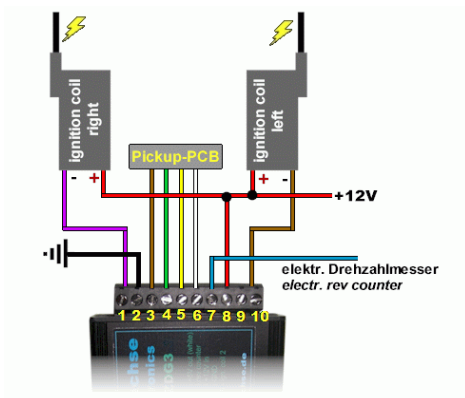 ignition coil
right
ignition coil
left
Pickup-PCB
- +
+ -
+12V
elektr. Drehzahlmesser
electr. rev counter
1 2 3 4 5 6 7 8 9 10